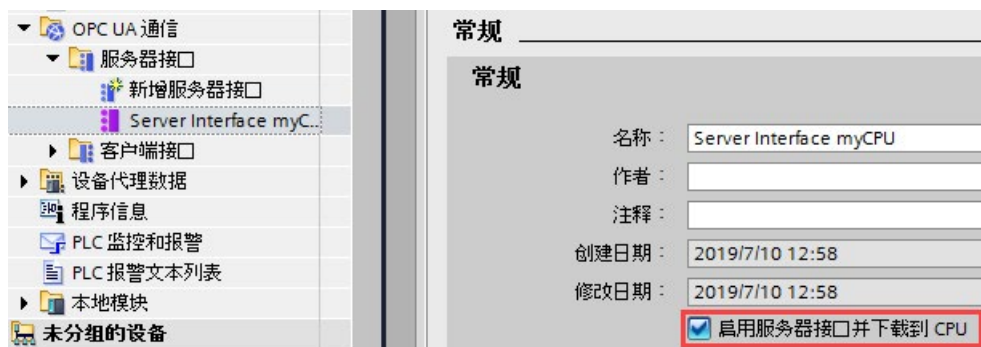 OPC UA 通信
服务器接口
新增服务器接口
Server Interface myC...
客户端接口
设备代理数据
程序信息
PLC 监控和报警
PLC 报警文本列表
本地模块
未分组的设备
常规
常规
名称：
Server Interface myCPU
作者：
注释：
创建日期：
2019/7/10 12:58
修改日期：
2019/7/10 12:58
启用服务器接口并下载到 CPU